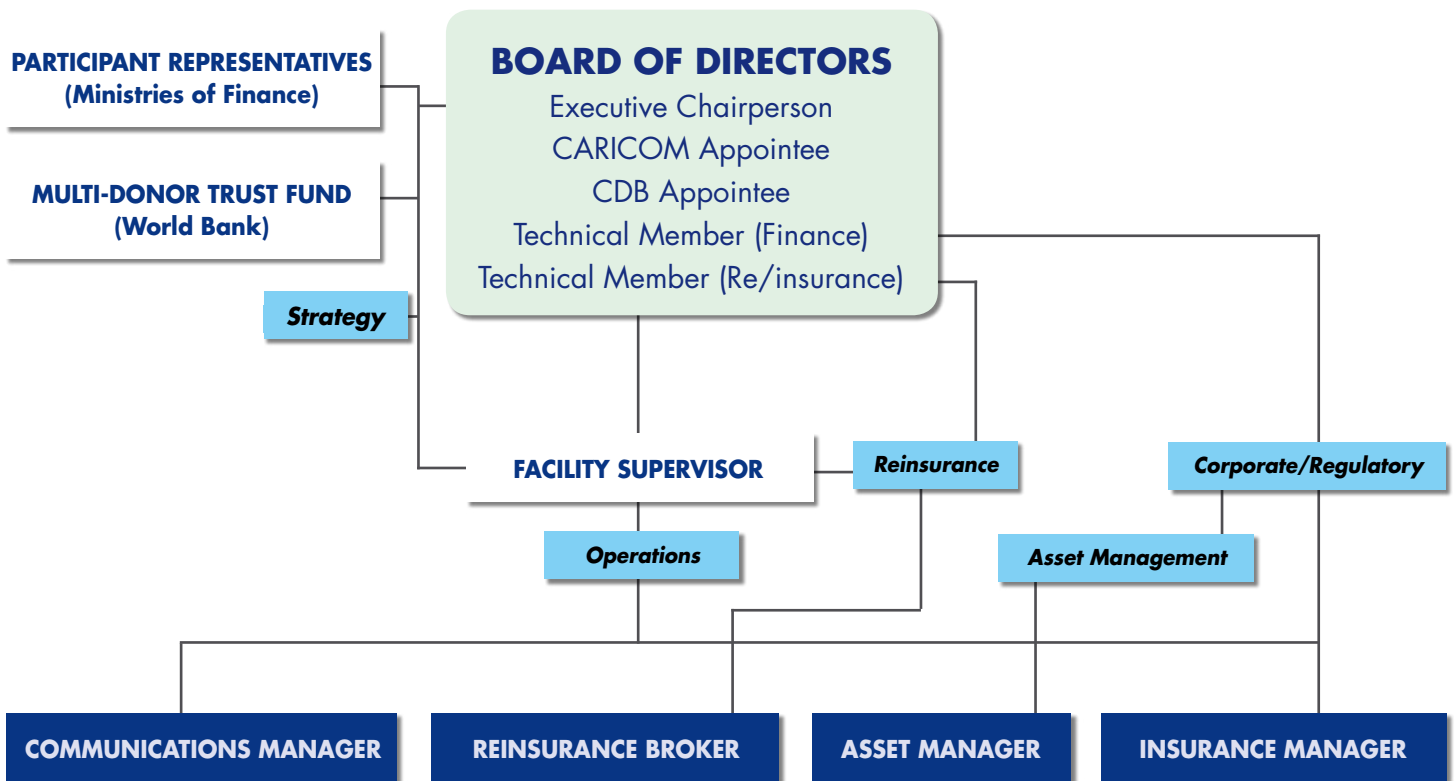 PARTICIPANT REPRESENTATIVES
(Ministries of Finance)
MULTI-DONOR TRUST FUND
(World Bank)
BOARD OF DIRECTORS
Executive Chairperson
CARICOM Appointee
CDB Appointee
Technical Member (Finance)
Technical Member (Re/insurance)
Strategy
FACILITY SUPERVISOR
Reinsurance
Corporate/Regulatory
Operations
Asset Management
COMMUNICATIONS MANAGER
REINSURANCE BROKER
ASSET MANAGER
INSURANCE MANAGER